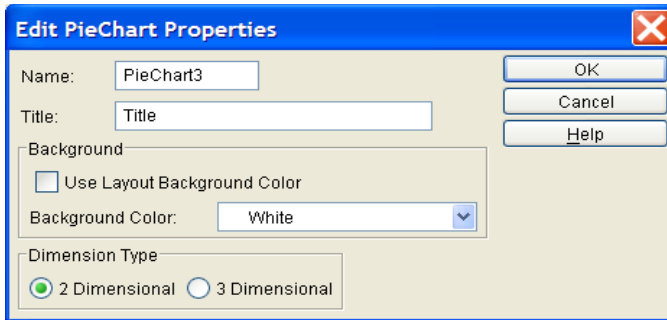 Edit PieChart Properties
Name: PieChart3
OK
Title: Title
Cancel
Help
Background
Use Layout Background Color
Background Color: White
Dimension Type
2 Dimensional 3 Dimensional